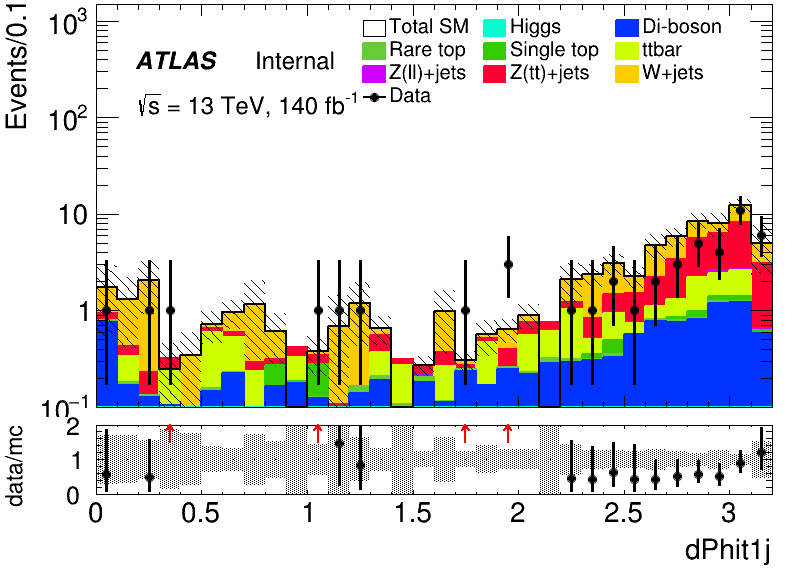 Events/0.1
10³
10²
10
1
10⁻¹
ATLAS Internal
√s = 13 TeV, 140 fb⁻¹
Total SM Higgs Di-boson
Rare top Single top ttbar
Z(ll)+jets Z(tt)+jets W+jets
Data
data/mc
2
1
0
0 0.5 1 1.5 2 2.5 3
dPhit1j